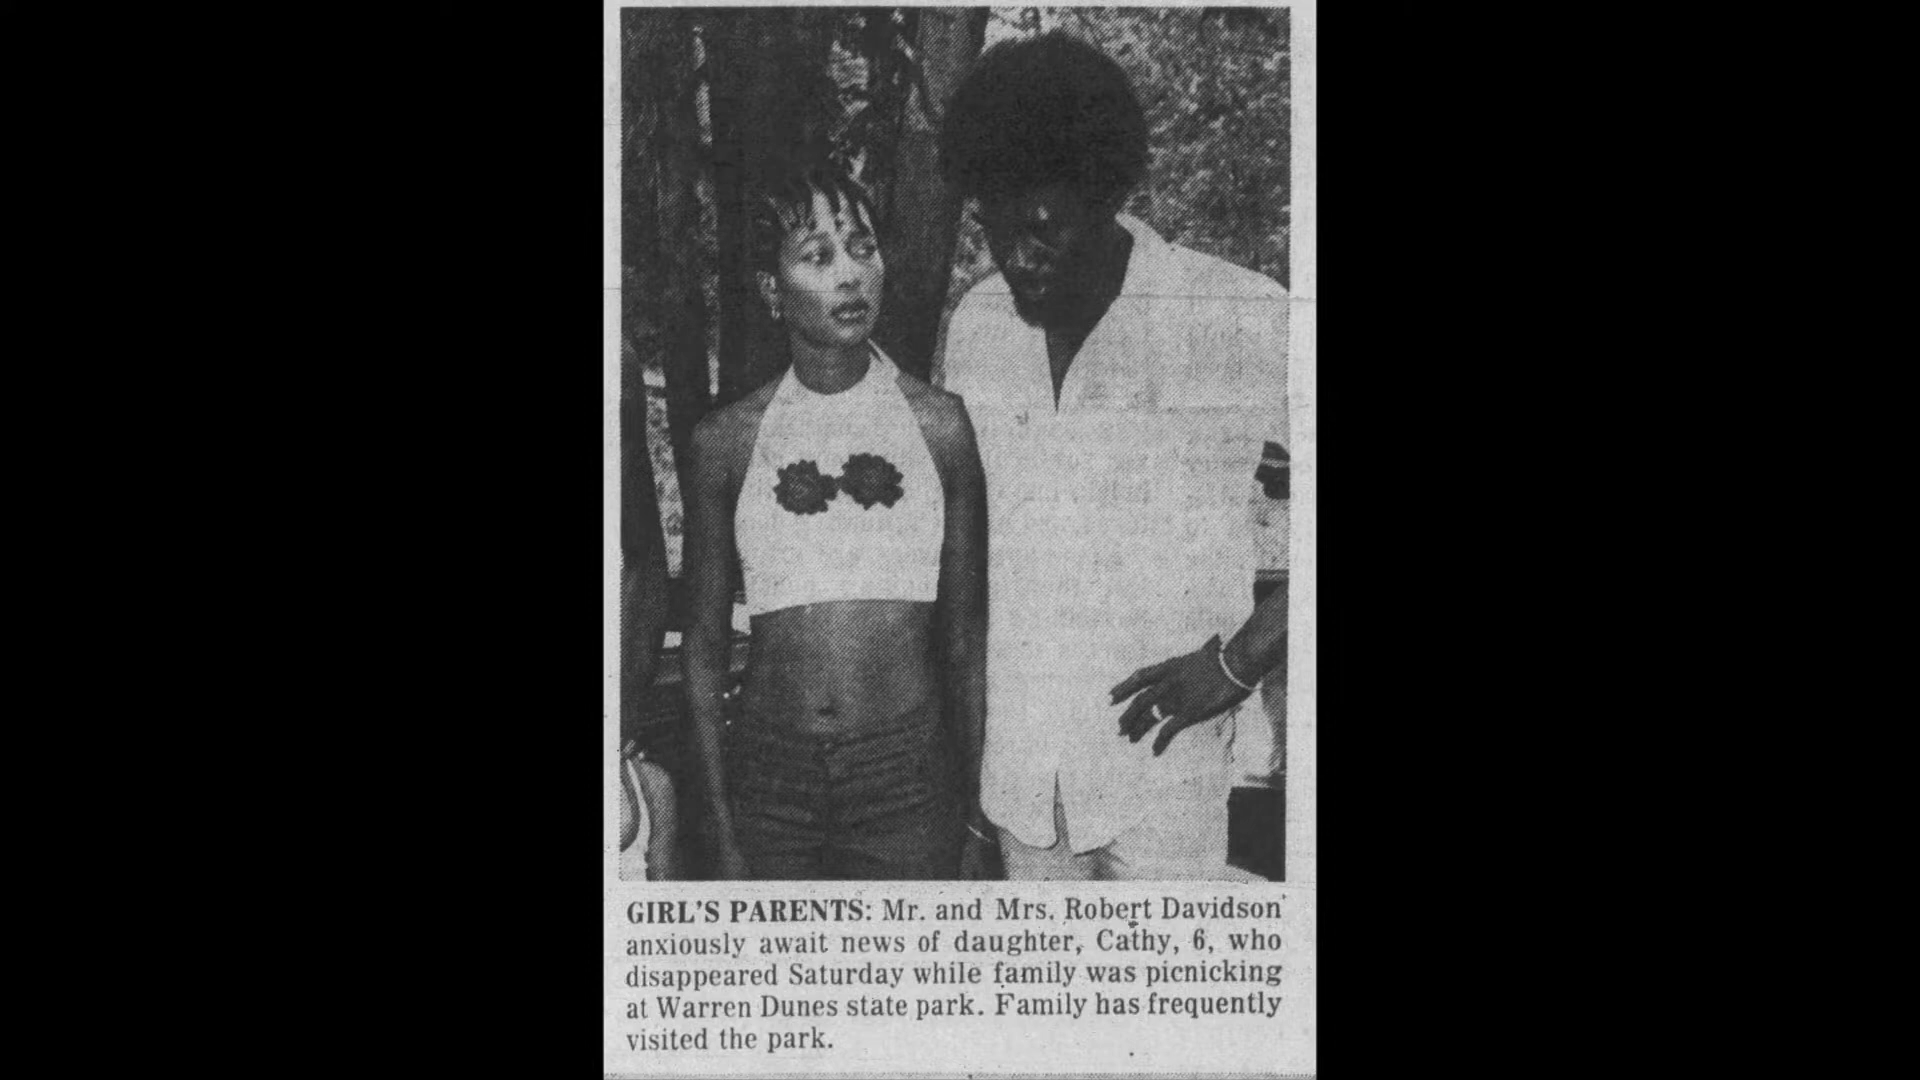 GIRL'S PARENTS: Mr. and Mrs. Robert Davidson
anxiously await news of daughter, Cathy, 6, who
disappeared Saturday while family was picnicking
at Warren Dunes state park. Family has frequently
visited the park.